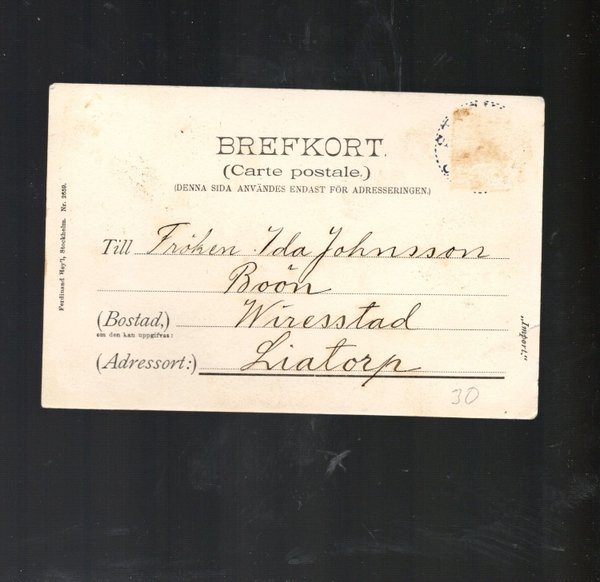 BREFKORT.
(Carte postale.)
(DENNA SIDA ANVÄNDES ENDAST FÖR ADRESSERINGEN.)
Till Fröken Ida Johnsson
Boön
(Bostad,) Wiresstad
om den kan uppgifvas:
(Adressort:) Liatorp
30
Ferdinand Hey'l, Stockholm. Nr. 2659.
„Import."